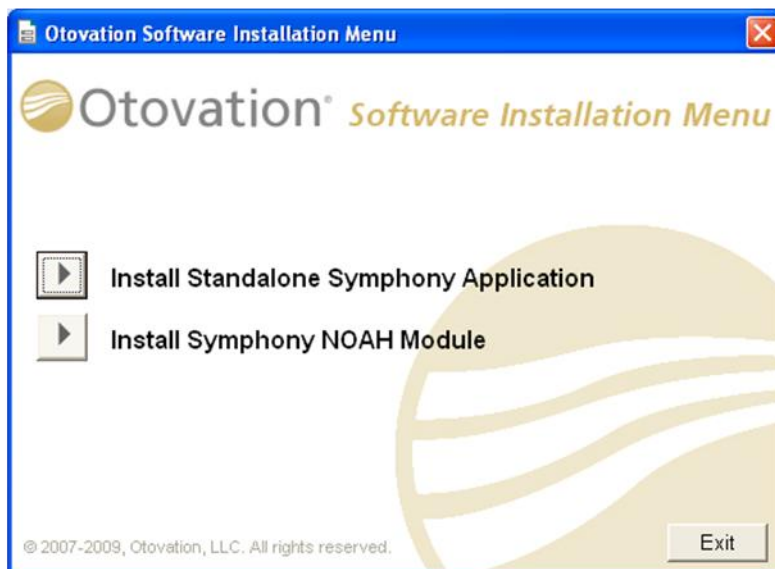 Otovation Software Installation Menu
Otovation® Software Installation Menu
Install Standalone Symphony Application
Install Symphony NOAH Module
© 2007-2009, Otovation, LLC. All rights reserved.
Exit